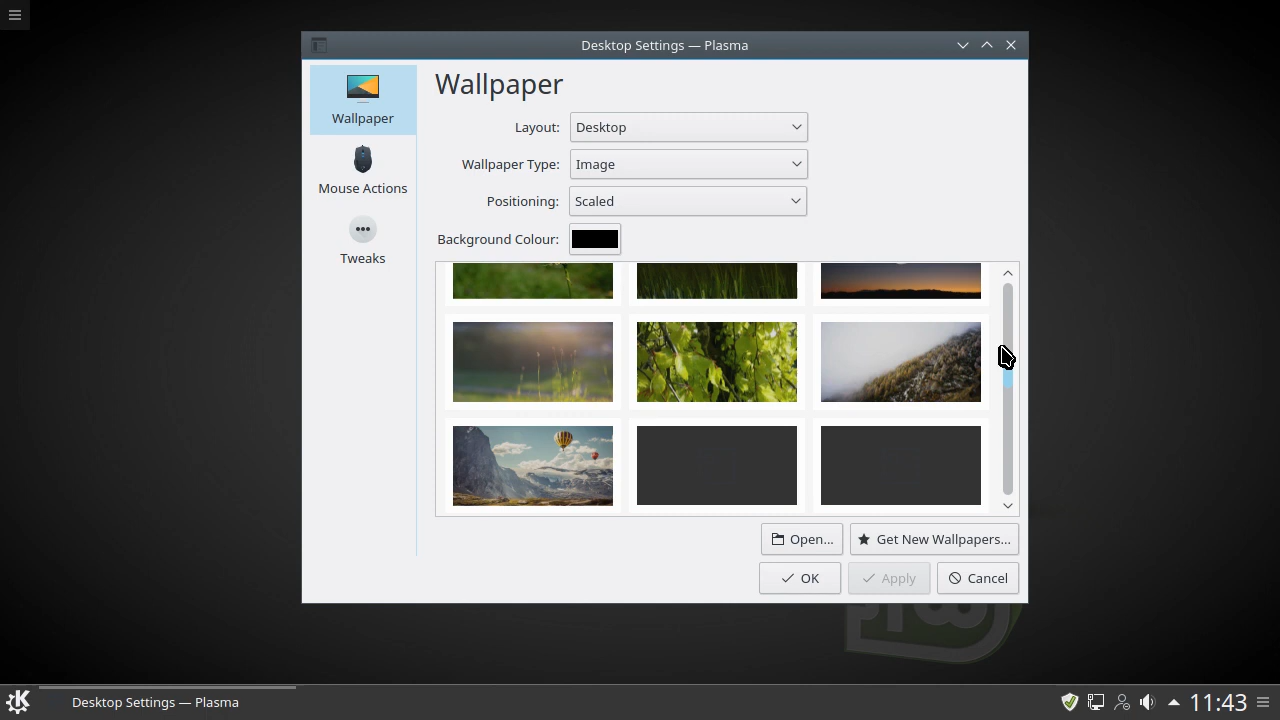 Desktop Settings — Plasma
Wallpaper
Mouse Actions
Tweaks
Wallpaper
Layout: Desktop
Wallpaper Type: Image
Positioning: Scaled
Background Colour:
Open...
Get New Wallpapers...
OK
Apply
Cancel
Desktop Settings — Plasma
11:43